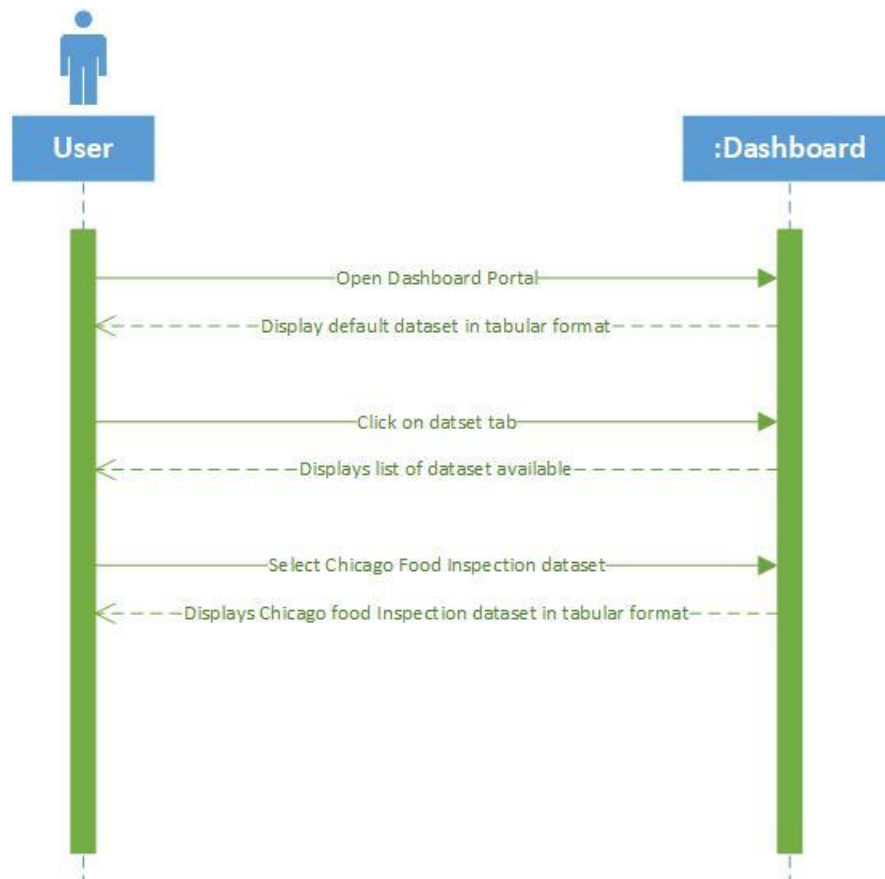 User
:Dashboard
Open Dashboard Portal
Display default dataset in tabular format
Click on datset tab
Displays list of dataset available
Select Chicago Food Inspection dataset
Displays Chicago food Inspection dataset in tabular format